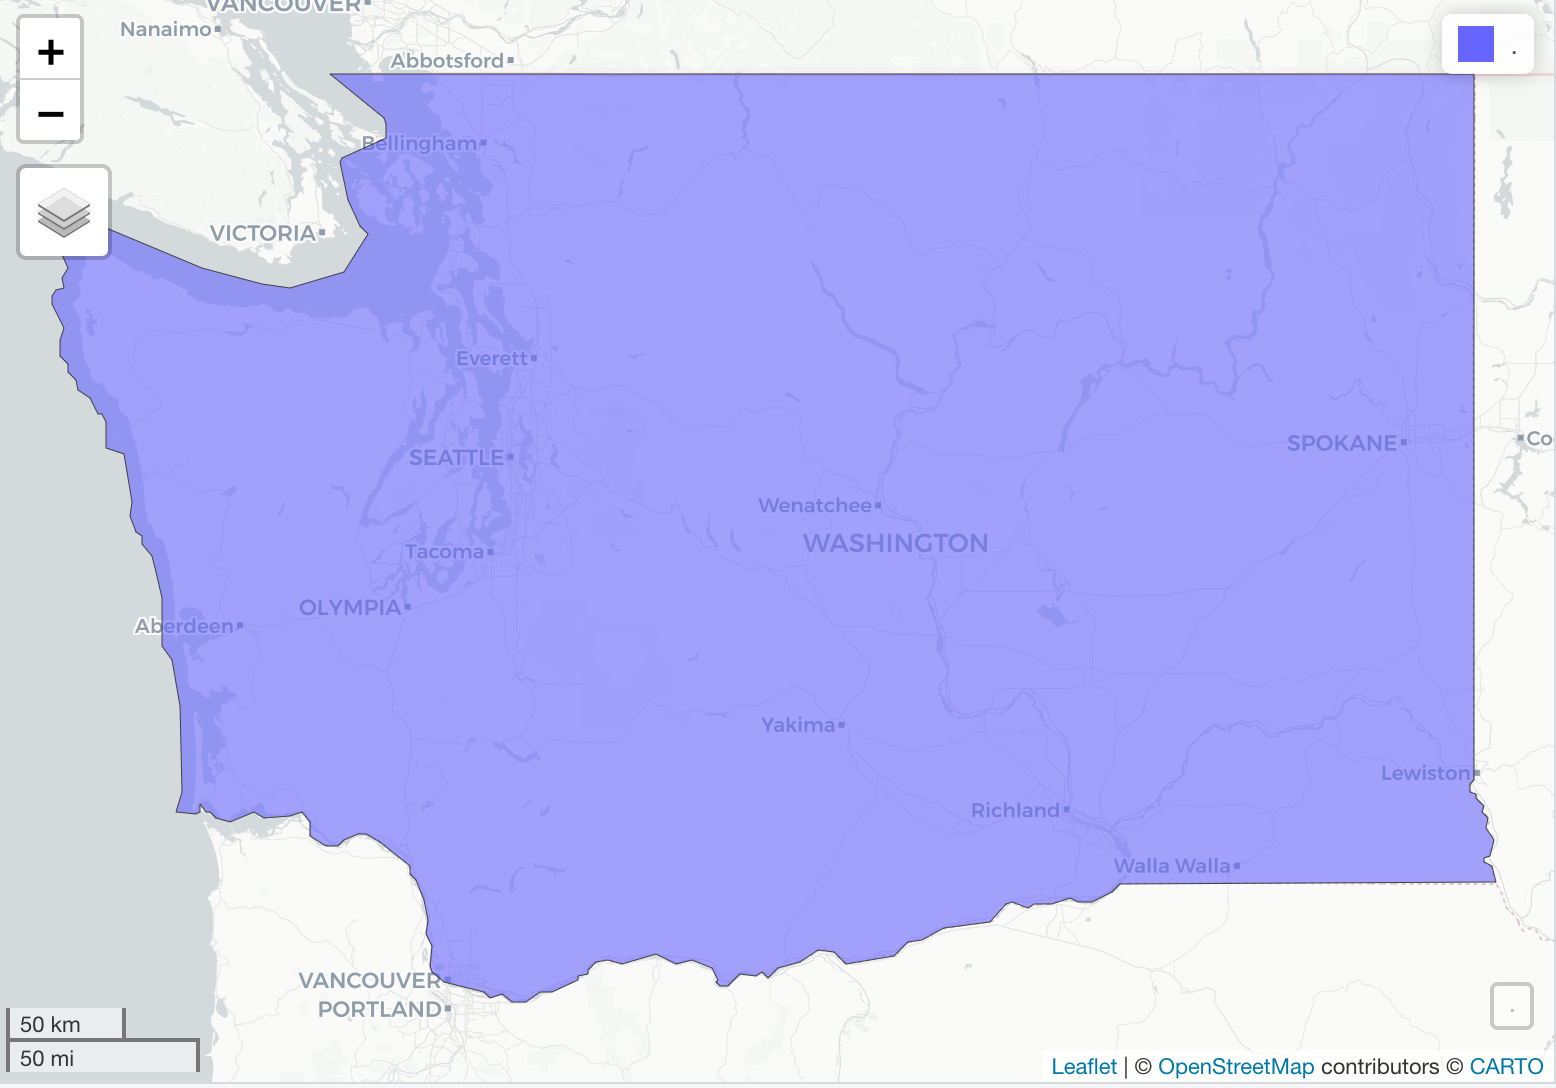 VANCOUVER
Nanaimo
+
Abbotsford
.
−
Bellingham
VICTORIA
Everett
SPOKANE
Co
SEATTLE
Wenatchee
WASHINGTON
Tacoma
OLYMPIA
Aberdeen
Yakima
Lewiston
Richland
Walla Walla
VANCOUVER
PORTLAND
.
50 km
50 mi
Leaflet | © OpenStreetMap contributors © CARTO